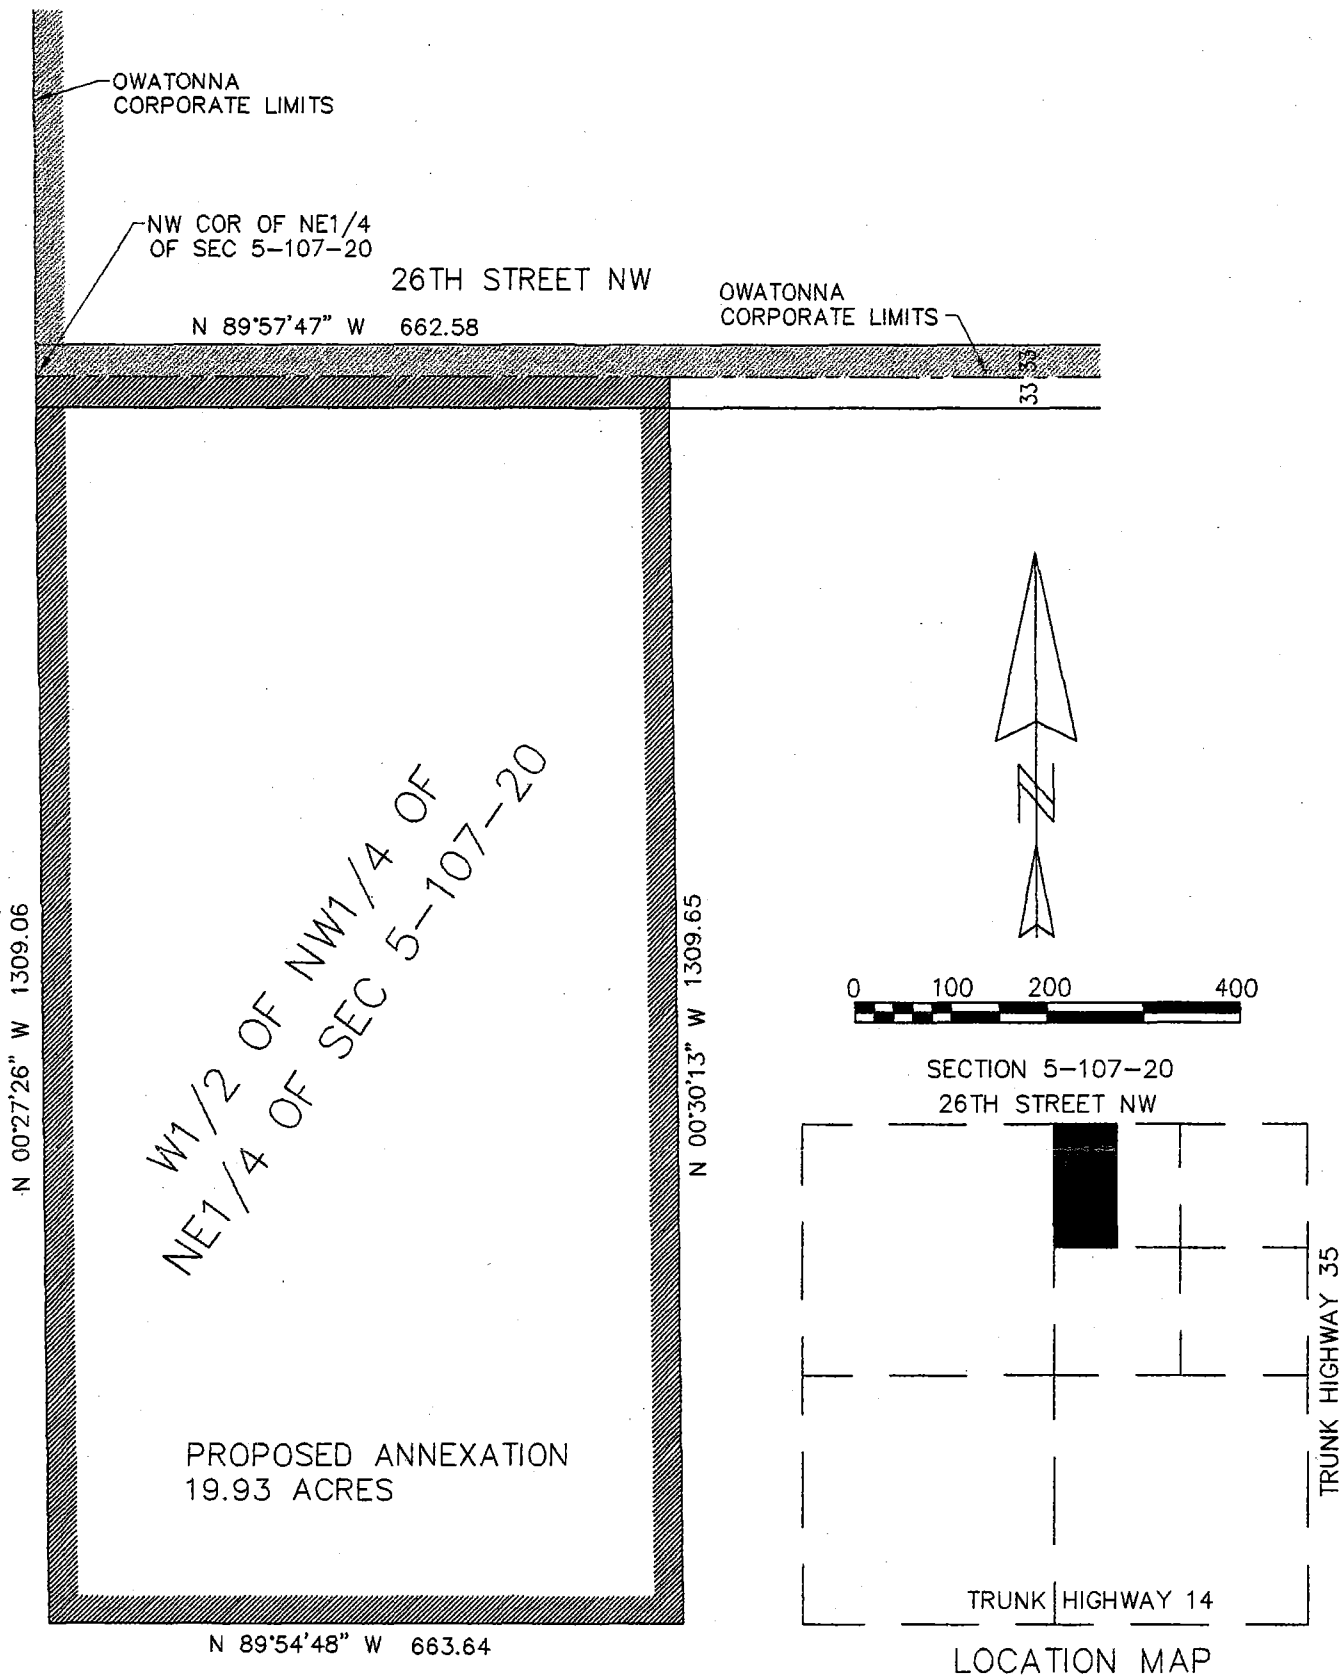 OWATONNA
CORPORATE LIMITS
NW COR OF NE1/4
OF SEC 5-107-20
26TH STREET NW
N 89°57'47" W 662.58
OWATONNA
CORPORATE LIMITS
33 33
W1/2 OF NW1/4 OF
NE1/4 OF SEC 5-107-20
N 00°27'26" W 1309.06
N 00°30'13" W 1309.65
N
0 100 200 400
SECTION 5-107-20
26TH STREET NW
TRUNK HIGHWAY 35
TRUNK HIGHWAY 14
LOCATION MAP
PROPOSED ANNEXATION
19.93 ACRES
N 89°54'48" W 663.64